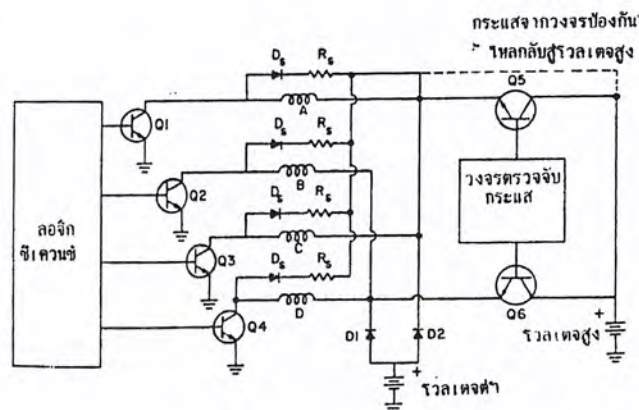 กระแสจากวงจรป้องกัน
ไหลกลับสู่โวลเตจสูง
Ds Rs
Q5
A
Q1
Ds Rs
B
Q2
วงจรตรวจจับ
กระแส
ลอจิก
ซีเควนซ์
Ds Rs
C
Q3
Ds Rs
D
Q4
Q6
D1 D2
+
โวลเตจสูง
+
โวลเตจต่ำ